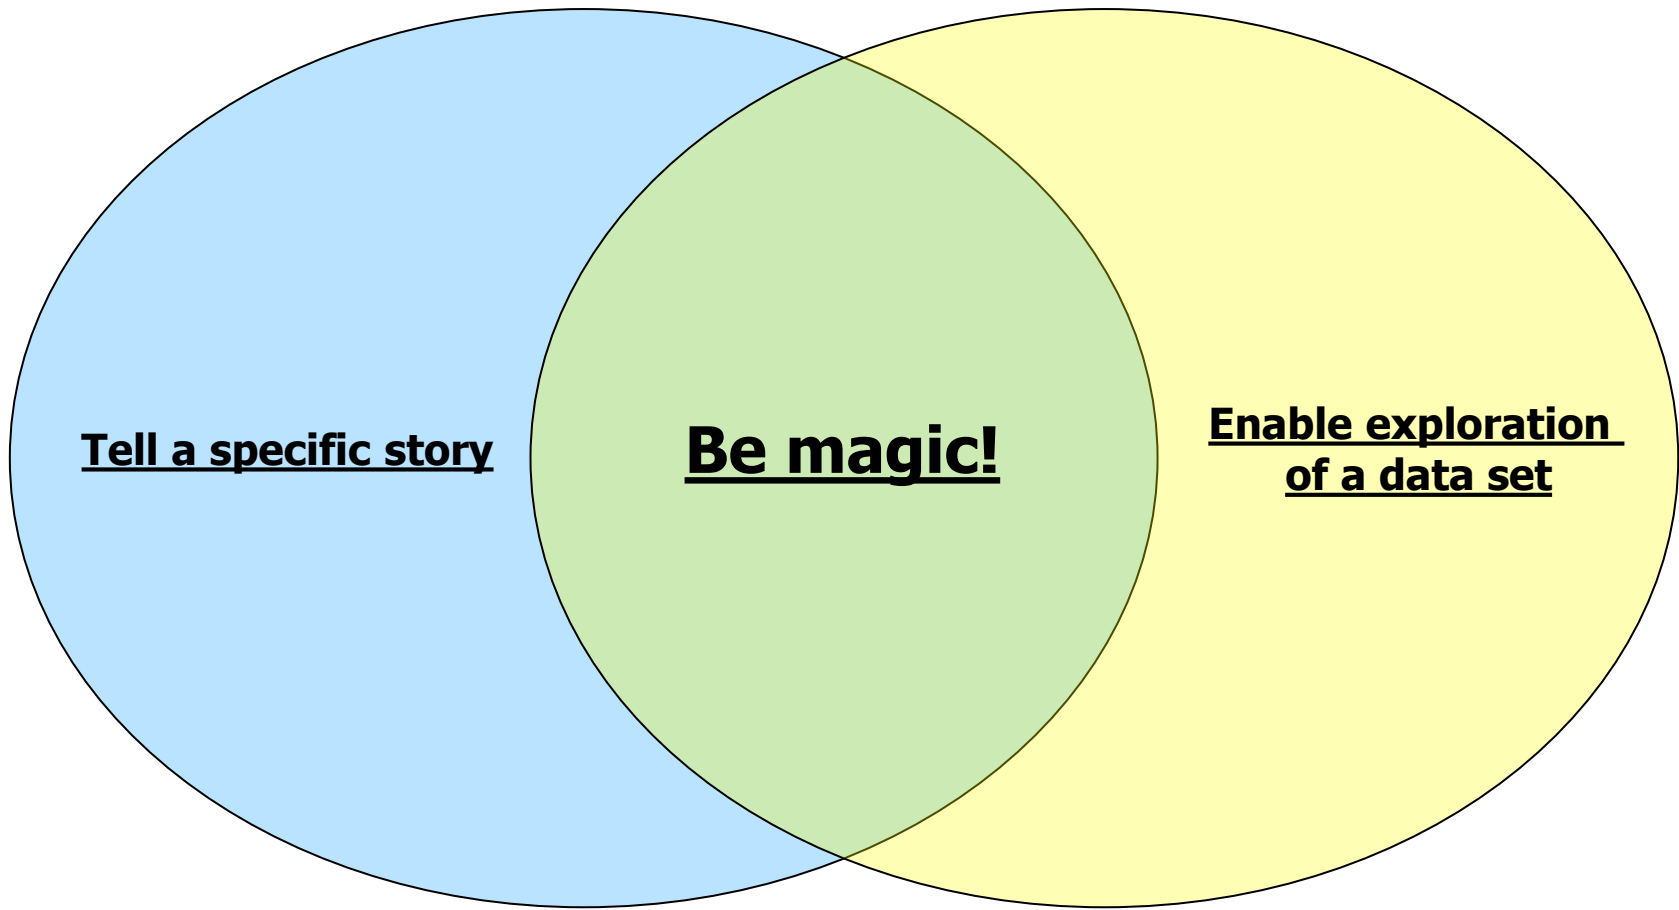 Tell a specific story
Be magic!
Enable exploration
of a data set